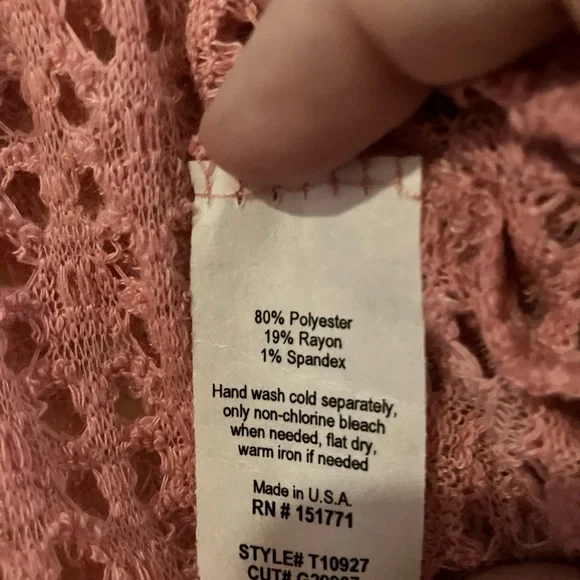 80% Polyester
19% Rayon
1% Spandex
Hand wash cold separately,
only non-chlorine bleach
when needed, flat dry,
warm iron if needed
Made in U.S.A.
RN # 151771
STYLE# T10927
CUT#